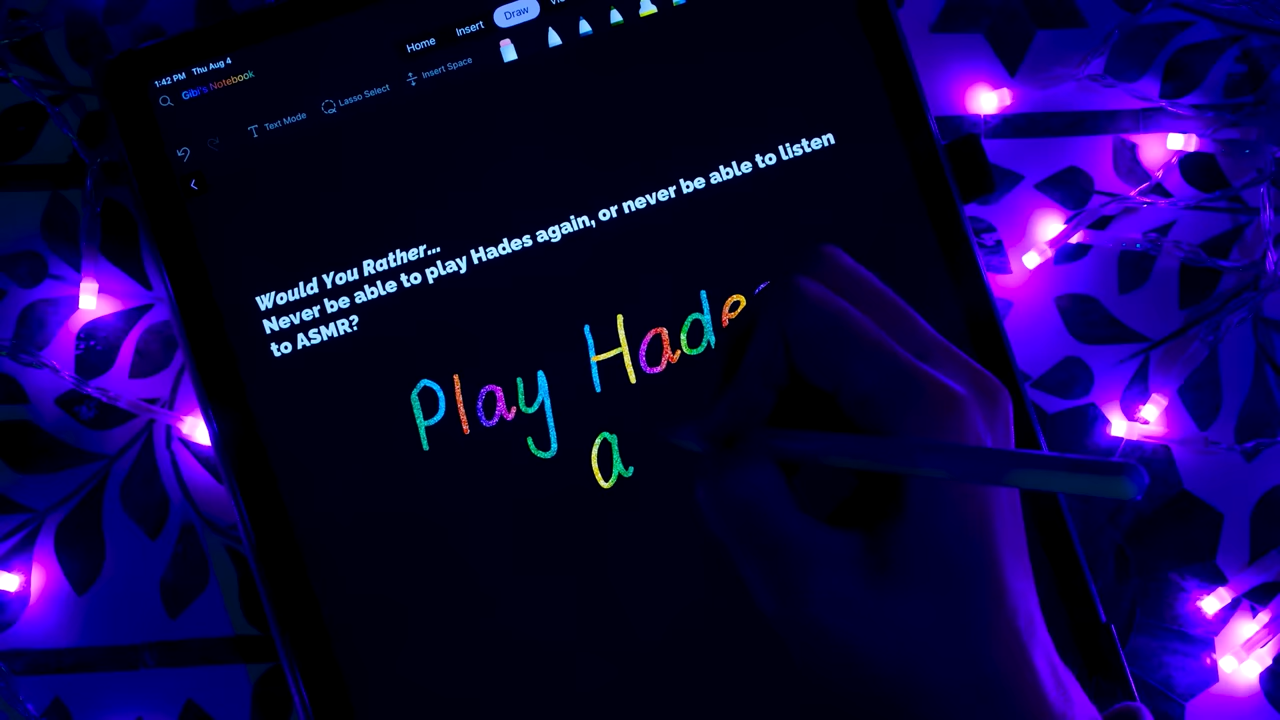 1:42 PM Thu Aug 4
Home Insert Draw
Gibi's Notebook
Text Mode Lasso Select Insert Space
Would You Rather...
Never be able to play Hades again, or never be able to listen
to ASMR?
Play Hades
a